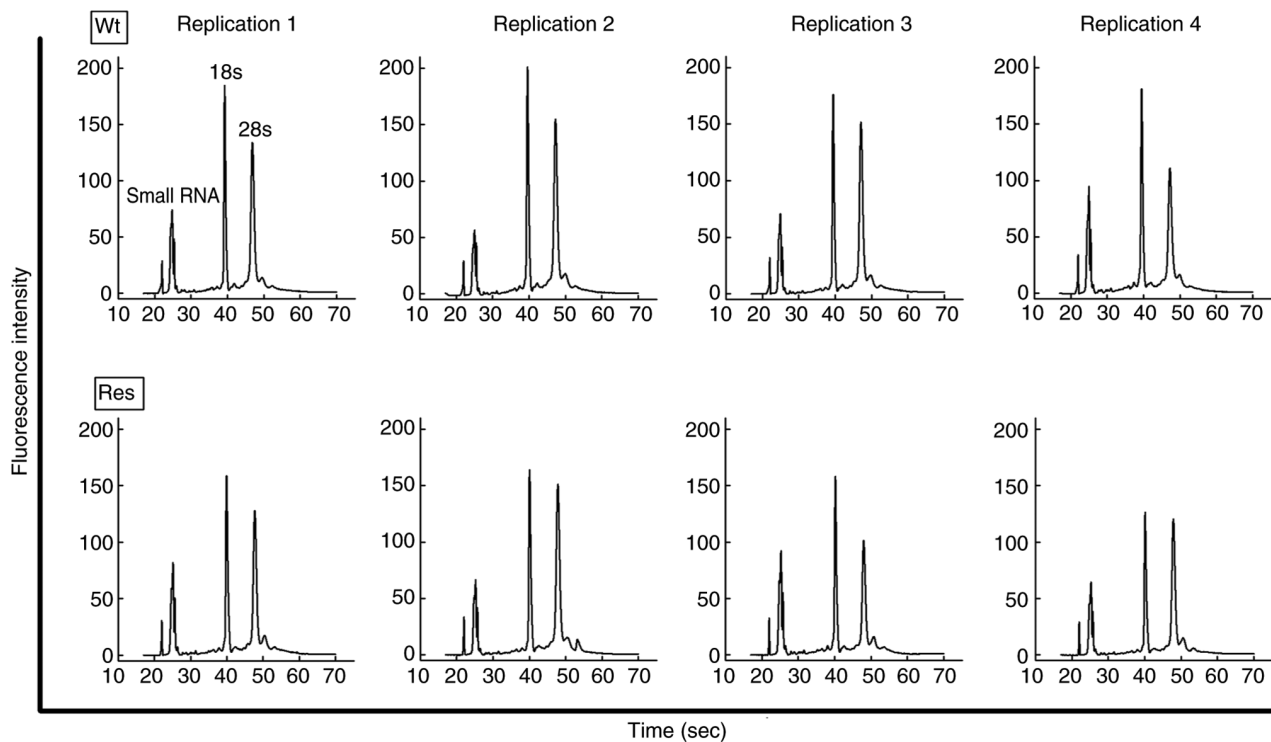 Wt
Replication 1
Replication 2
Replication 3
Replication 4
Fluorescence intensity
200
150
100
50
0
10 20 30 40 50 60 70
18s
28s
Small RNA
200
150
100
50
0
10 20 30 40 50 60 70
200
150
100
50
0
10 20 30 40 50 60 70
200
150
100
50
0
10 20 30 40 50 60 70
Res
200
150
100
50
0
10 20 30 40 50 60 70
200
150
100
50
0
10 20 30 40 50 60 70
200
150
100
50
0
10 20 30 40 50 60 70
200
150
100
50
0
10 20 30 40 50 60 70
Time (sec)